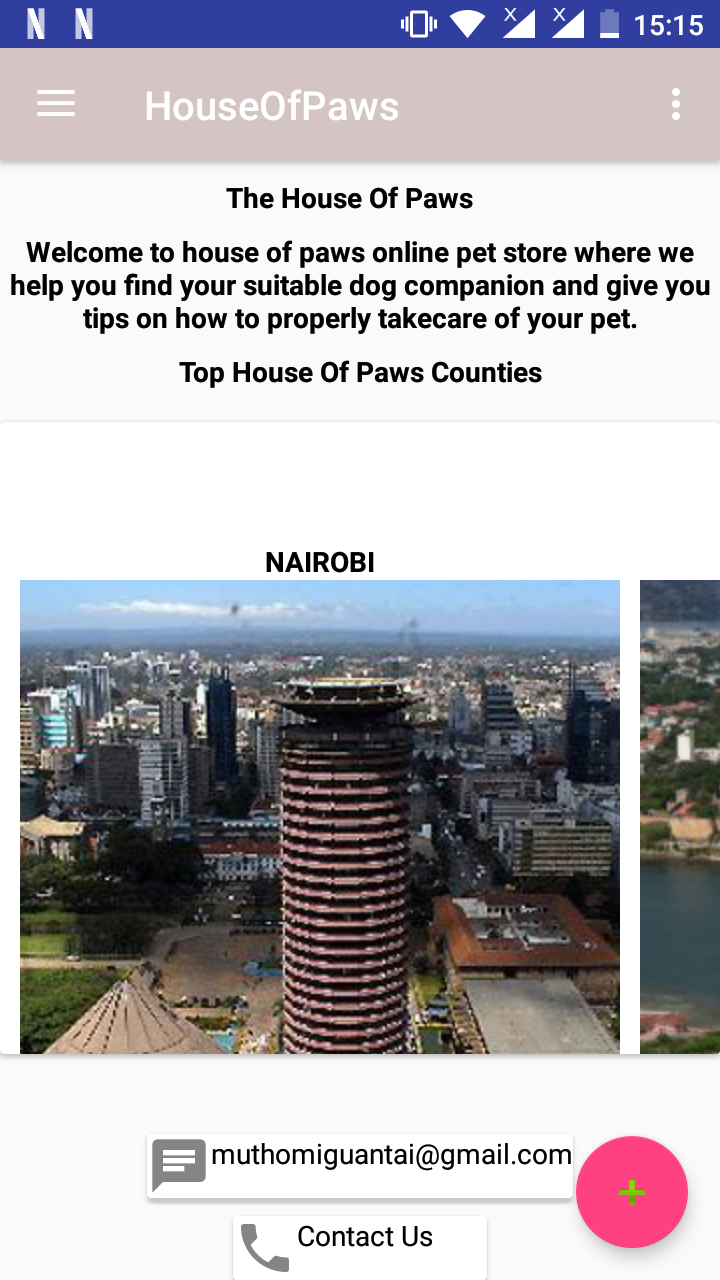 15:15
HouseOfPaws
The House Of Paws
Welcome to house of paws online pet store where we
help you find your suitable dog companion and give you
tips on how to properly takecare of your pet.
Top House Of Paws Counties
NAIROBI
muthomiguantai@gmail.com
Contact Us